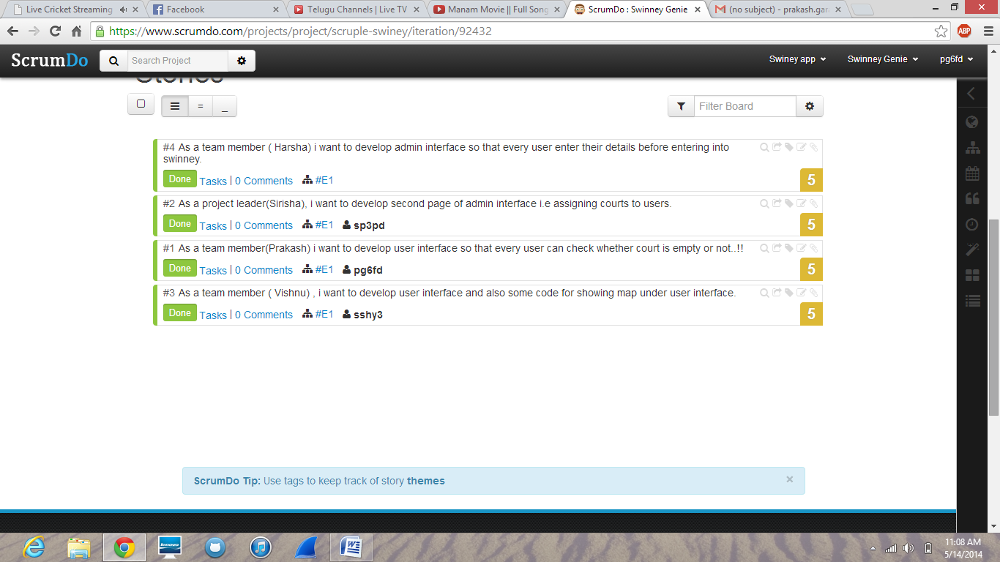 Live Cricket Streaming
Facebook
Telugu Channels | Live TV
Manam Movie || Full Song
ScrumDo : Swinney Genie
(no subject) - prakash.gar
https://www.scrumdo.com/projects/project/scruple-swiney/iteration/92432
ABP
ScrumDo
Search Project
Swiney app
Swinney Genie
pg6fd
Stories
Filter Board
#4 As a team member ( Harsha) i want to develop admin interface so that every user enter their details before entering into
swinney.
Done Tasks | 0 Comments #E1
5
#2 As a project leader(Sirisha), i want to develop second page of admin interface i.e assigning courts to users.
Done Tasks | 0 Comments #E1 sp3pd
5
#1 As a team member(Prakash) i want to develop user interface so that every user can check whether court is empty or not..!!
Done Tasks | 0 Comments #E1 pg6fd
5
#3 As a team member ( Vishnu) , i want to develop user interface and also some code for showing map under user interface.
Done Tasks | 0 Comments #E1 sshy3
5
ScrumDo Tip: Use tags to keep track of story themes
lenovo
11:08 AM
5/14/2014